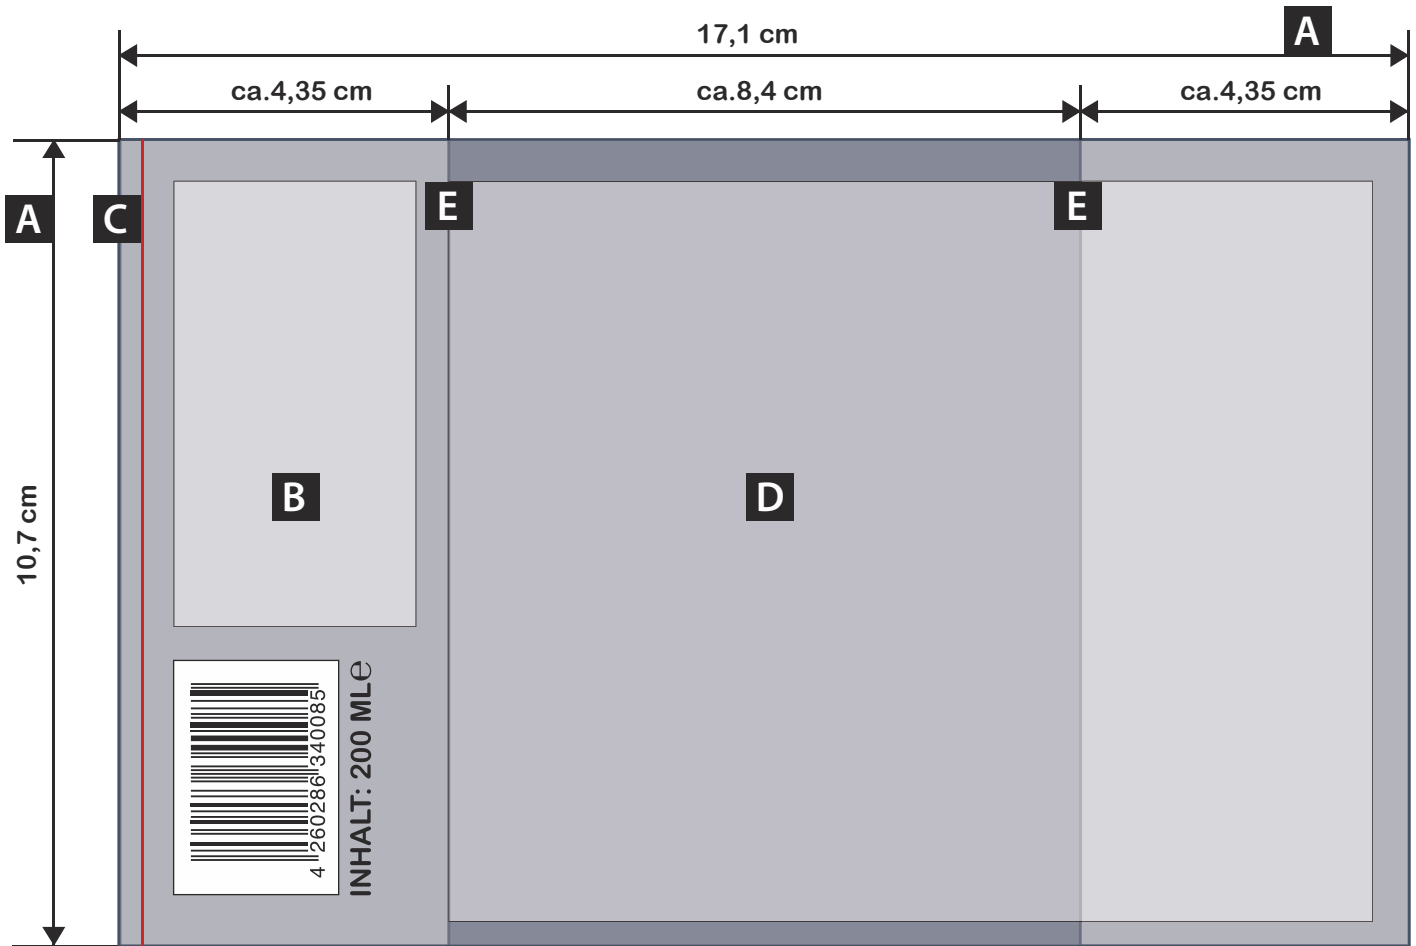 17,1 cm
A
ca.4,35 cm
ca.8,4 cm
ca.4,35 cm
A
C
E
E
B
D
10,7 cm
4 260286 340085
INHALT: 200 ML℮